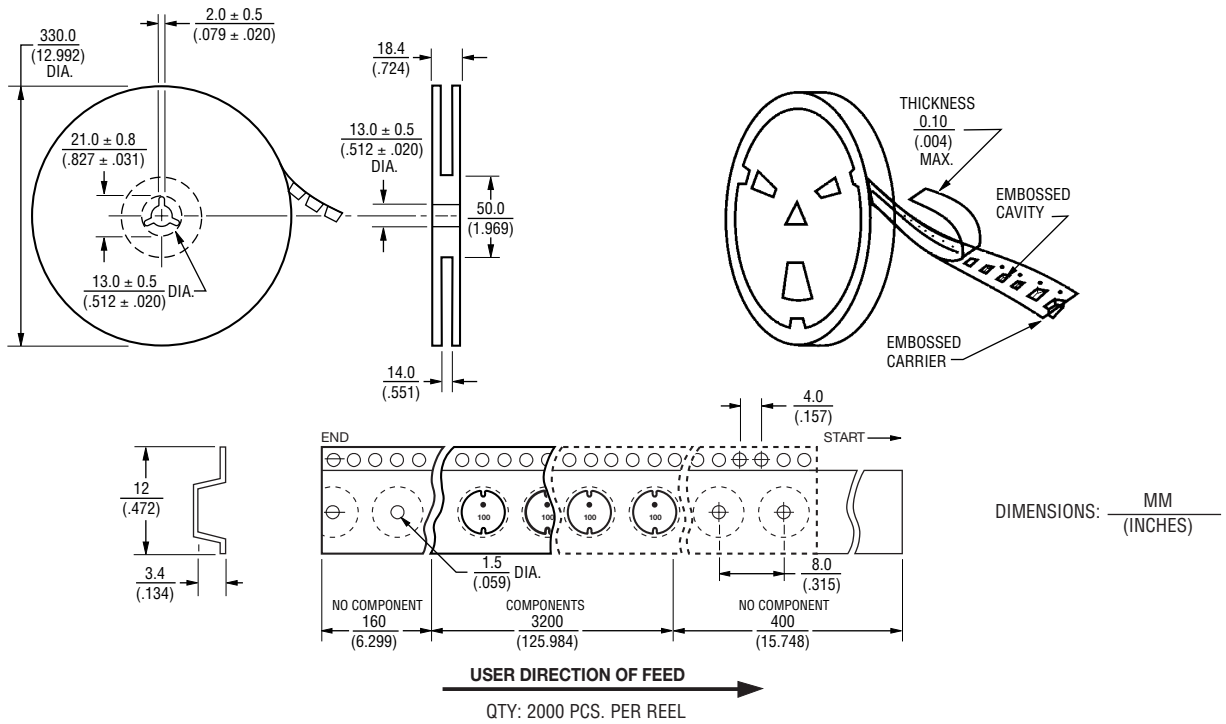 2.0 ± 0.5
(.079 ± .020)
330.0
(12.992)
DIA.
21.0 ± 0.8
(.827 ± .031)
13.0 ± 0.5
(.512 ± .020)
DIA.
18.4
(.724)
13.0 ± 0.5
(.512 ± .020)
DIA.
50.0
(1.969)
14.0
(.551)
THICKNESS
0.10
(.004)
MAX.
EMBOSSED
CAVITY
EMBOSSED
CARRIER
12
(.472)
3.4
(.134)
END
START
4.0
(.157)
100
100
100
100
1.5
(.059)
DIA.
8.0
(.315)
NO COMPONENT
160
(6.299)
COMPONENTS
3200
(125.984)
NO COMPONENT
400
(15.748)
DIMENSIONS:
MM
(INCHES)
USER DIRECTION OF FEED
QTY: 2000 PCS. PER REEL